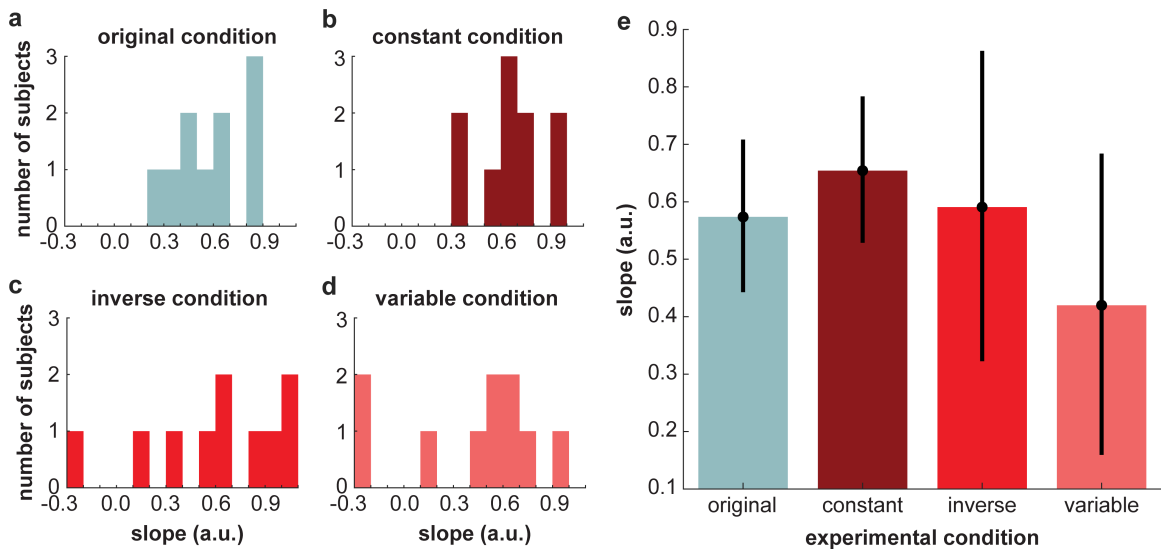 a
original condition
number of subjects
3
2
1
0
-0.3 0.0 0.3 0.6 0.9
b
constant condition
3
2
1
0
-0.3 0.0 0.3 0.6 0.9
c
inverse condition
number of subjects
3
2
1
0
-0.3 0.0 0.3 0.6 0.9
slope (a.u.)
d
variable condition
3
2
1
0
-0.3 0.0 0.3 0.6 0.9
slope (a.u.)
e
slope (a.u.)
0.9
0.8
0.7
0.6
0.5
0.4
0.3
0.2
0.1
original constant inverse variable
experimental condition